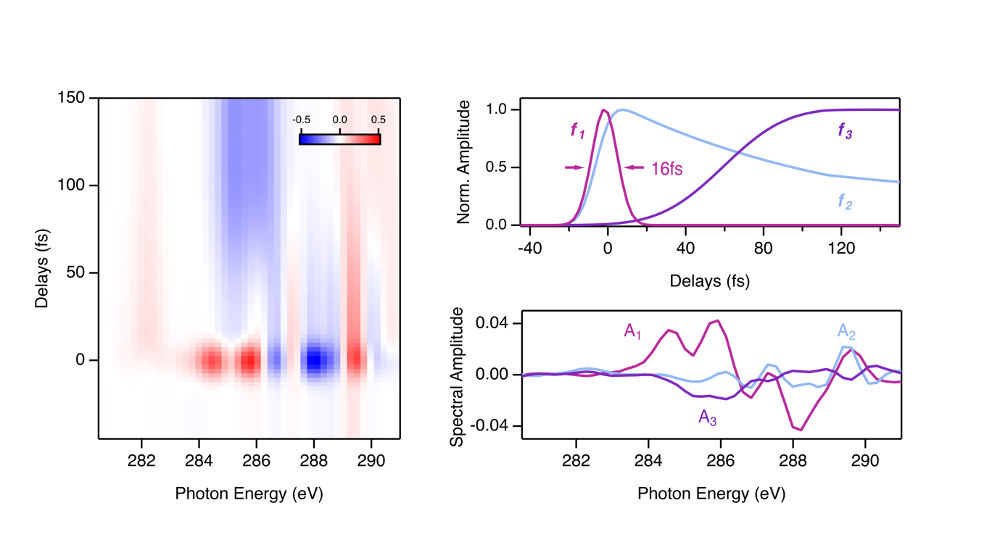 150
100
50
0
Delays (fs)
-0.5 0.0 0.5
282 284 286 288 290
Photon Energy (eV)
Norm. Amplitude
1.0
0.5
0.0
f1
16fs
f3
f2
-40 0 40 80 120
Delays (fs)
Spectral Amplitude
0.04
0.00
-0.04
A1
A2
A3
282 284 286 288 290
Photon Energy (eV)